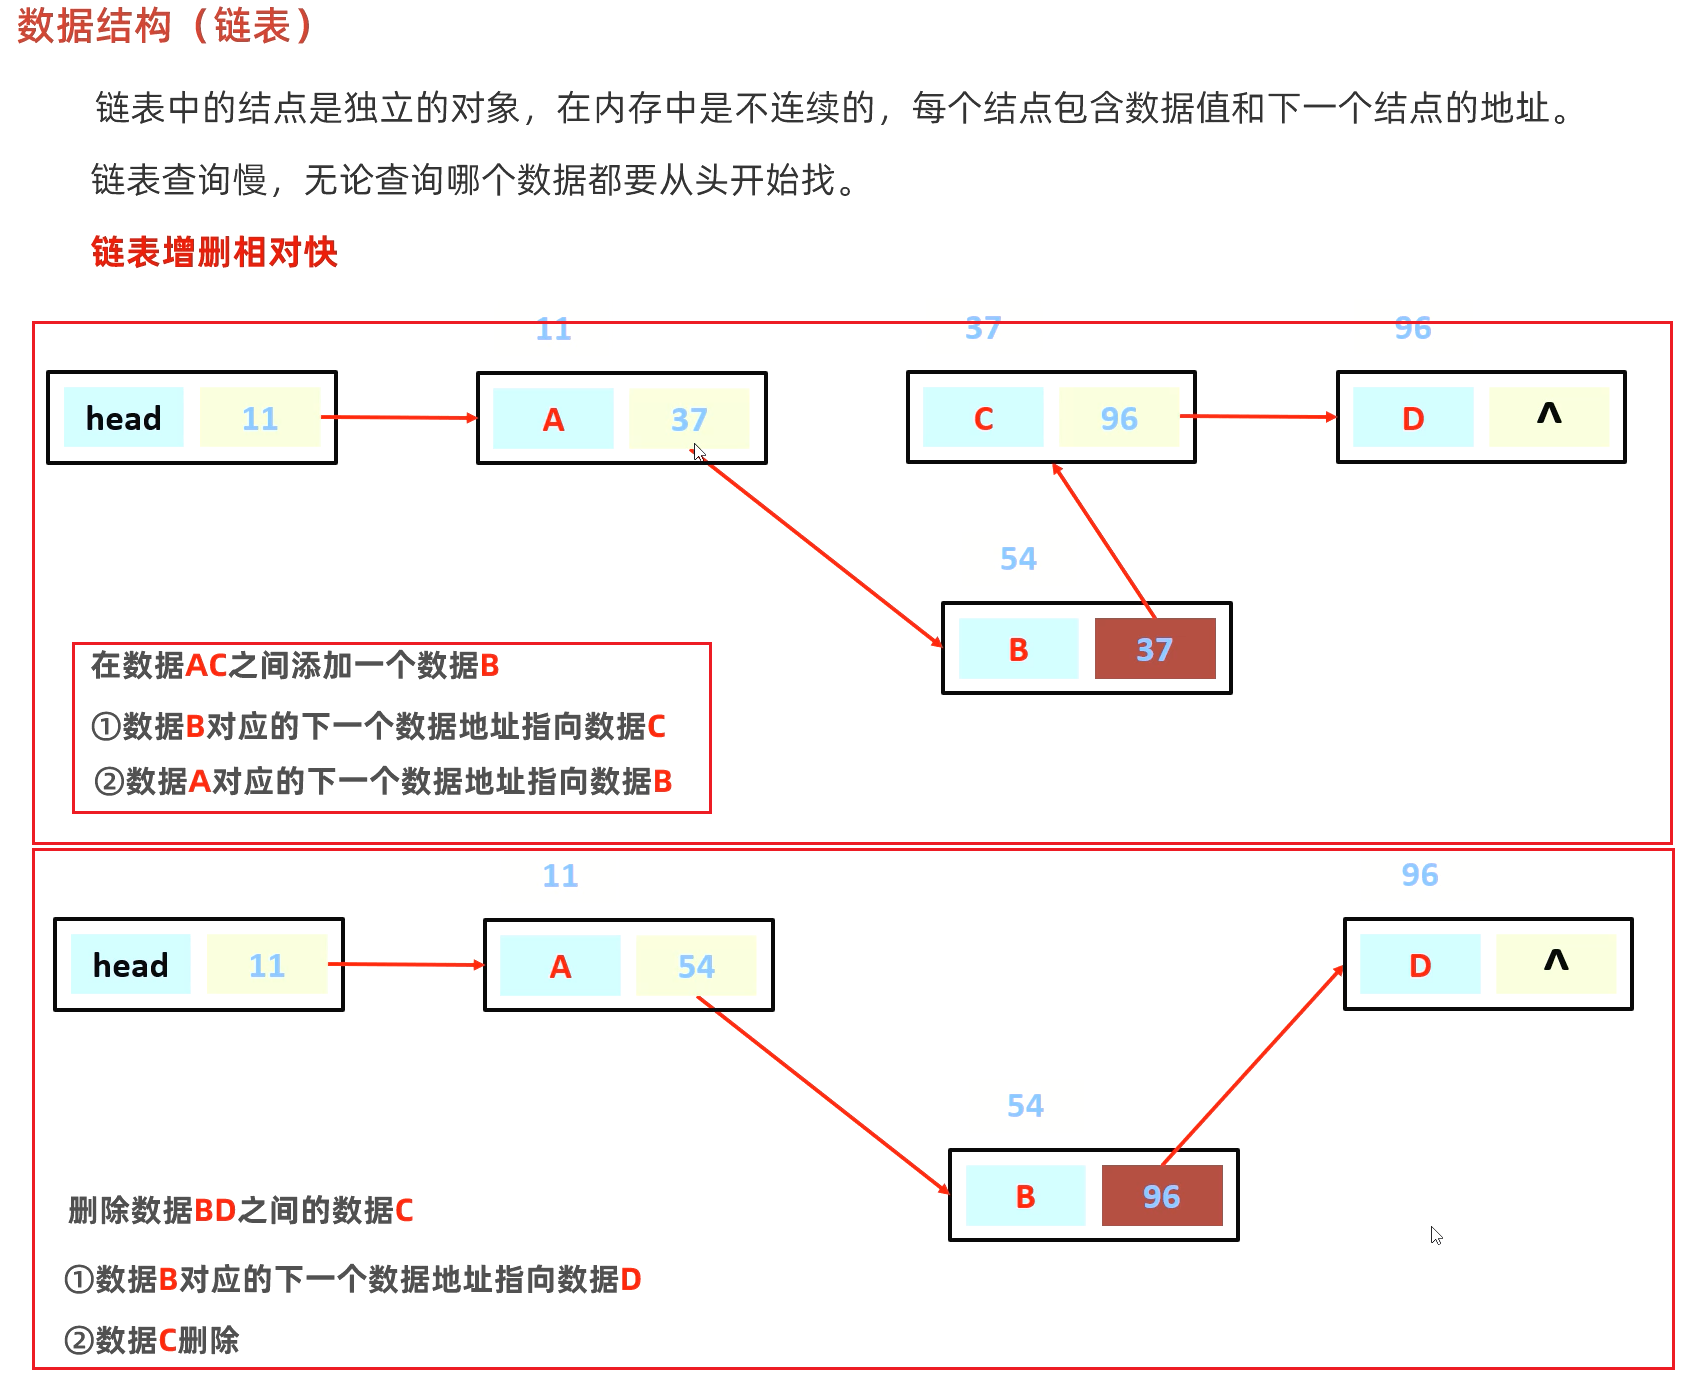 数据结构（链表）
链表中的结点是独立的对象，在内存中是不连续的，每个结点包含数据值和下一个结点的地址。
链表查询慢，无论查询哪个数据都要从头开始找。
链表增删相对快
11 37 96
head 11 A 37 C 96 D ^
54
B 37
在数据AC之间添加一个数据B
①数据B对应的下一个数据地址指向数据C
②数据A对应的下一个数据地址指向数据B
11 96
head 11 A 54 D ^
54
B 96
删除数据BD之间的数据C
①数据B对应的下一个数据地址指向数据D
②数据C删除